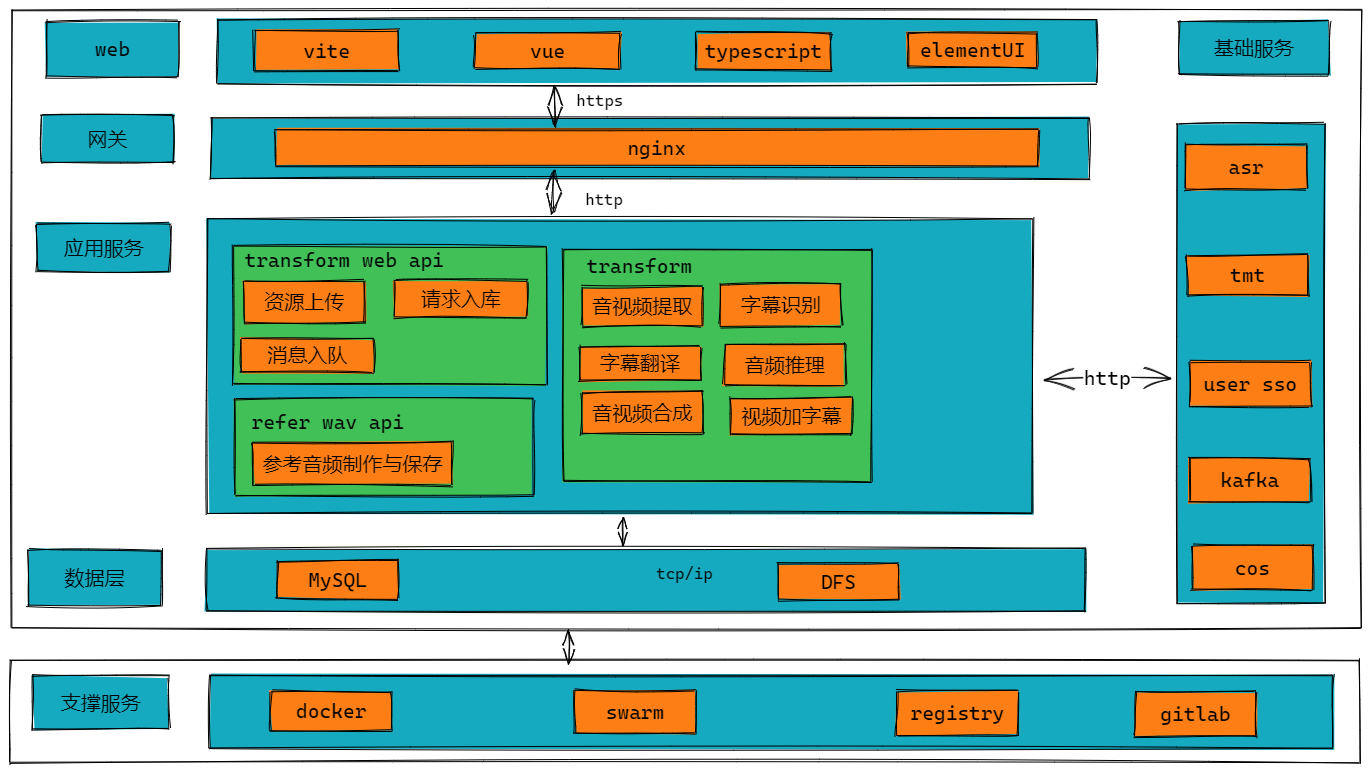 web
vite
vue
typescript
elementUI
基础服务
https
网关
nginx
http
应用服务
transform web api
资源上传
请求入库
消息入队
refer wav api
参考音频制作与保存
transform
音视频提取
字幕识别
字幕翻译
音频推理
音视频合成
视频加字幕
http
asr
tmt
user sso
kafka
cos
数据层
MySQL
tcp/ip
DFS
支撑服务
docker
swarm
registry
gitlab